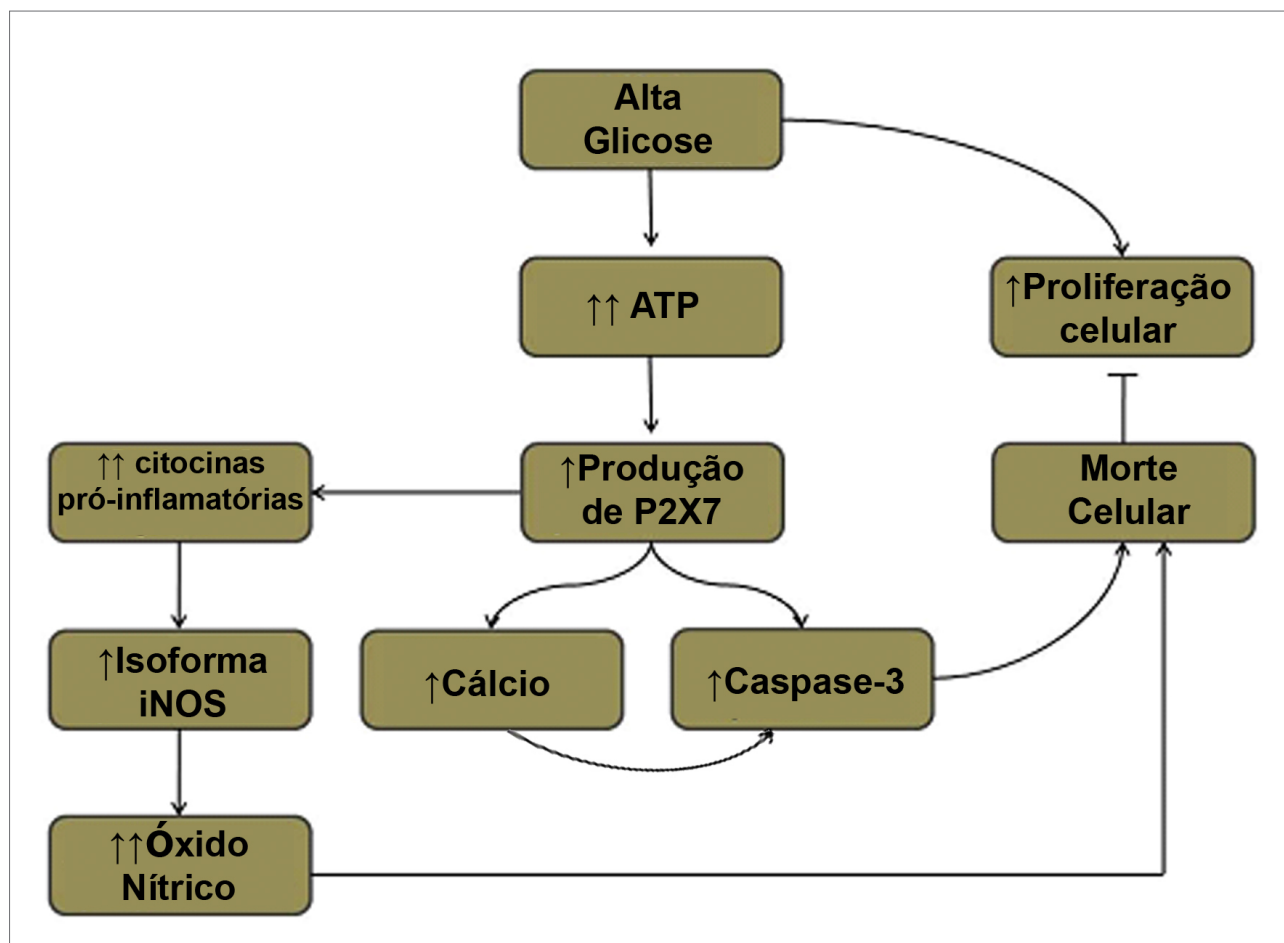 Alta
Glicose
↑↑ ATP
↑Proliferação
celular
↑↑ citocinas
pró-inflamatórias
↑Produção
de P2X7
Morte
Celular
↑Isoforma
iNOS
↑Cálcio
↑Caspase-3
↑↑Óxido
Nítrico